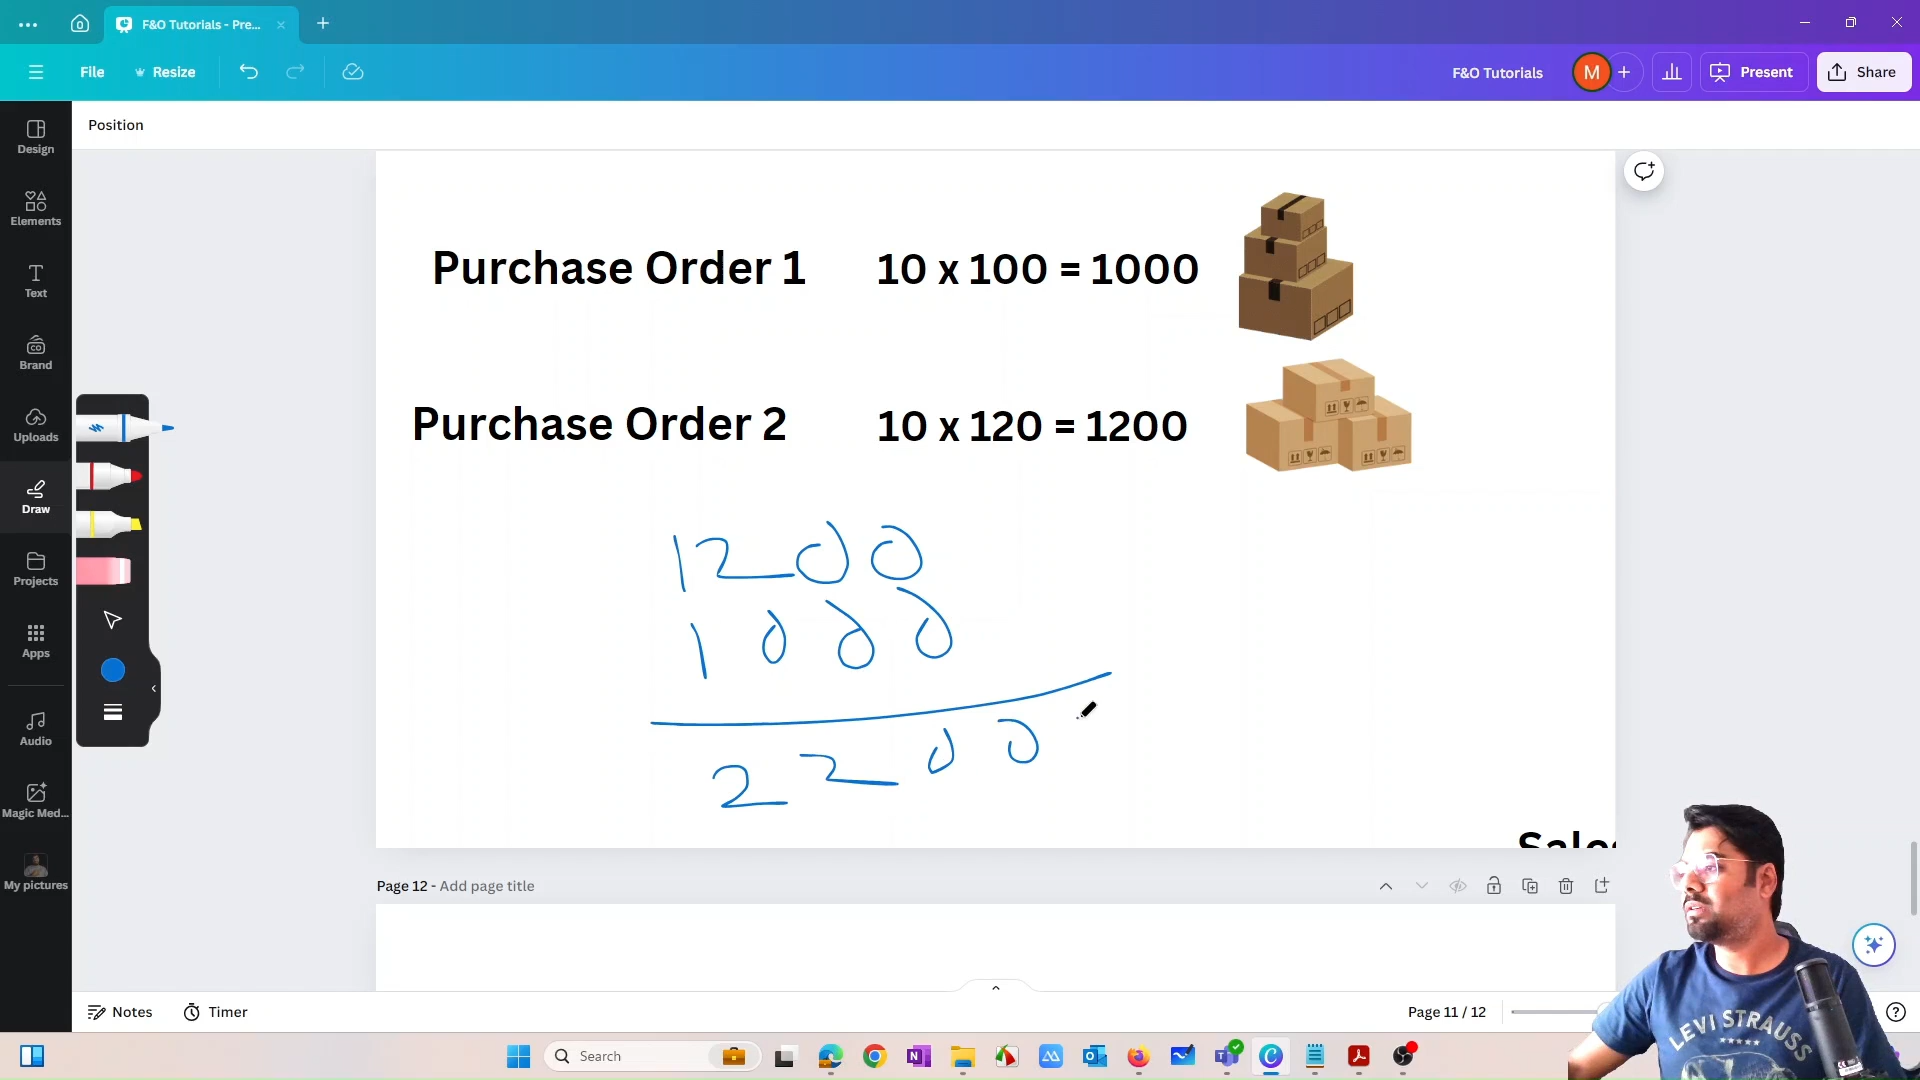 F&O Tutorials - Pre...
File
Resize
F&O Tutorials
M
Present
Share
Position
Design
Elements
Text
Brand
Uploads
Draw
Projects
Apps
Audio
Magic Med...
My pictures
Purchase Order 1 10 x 100 = 1000
Purchase Order 2 10 x 120 = 1200
1200
1000
2200
Page 12 - Add page title
Notes
Timer
Page 11 / 12
Search
LEVI STRAUSS